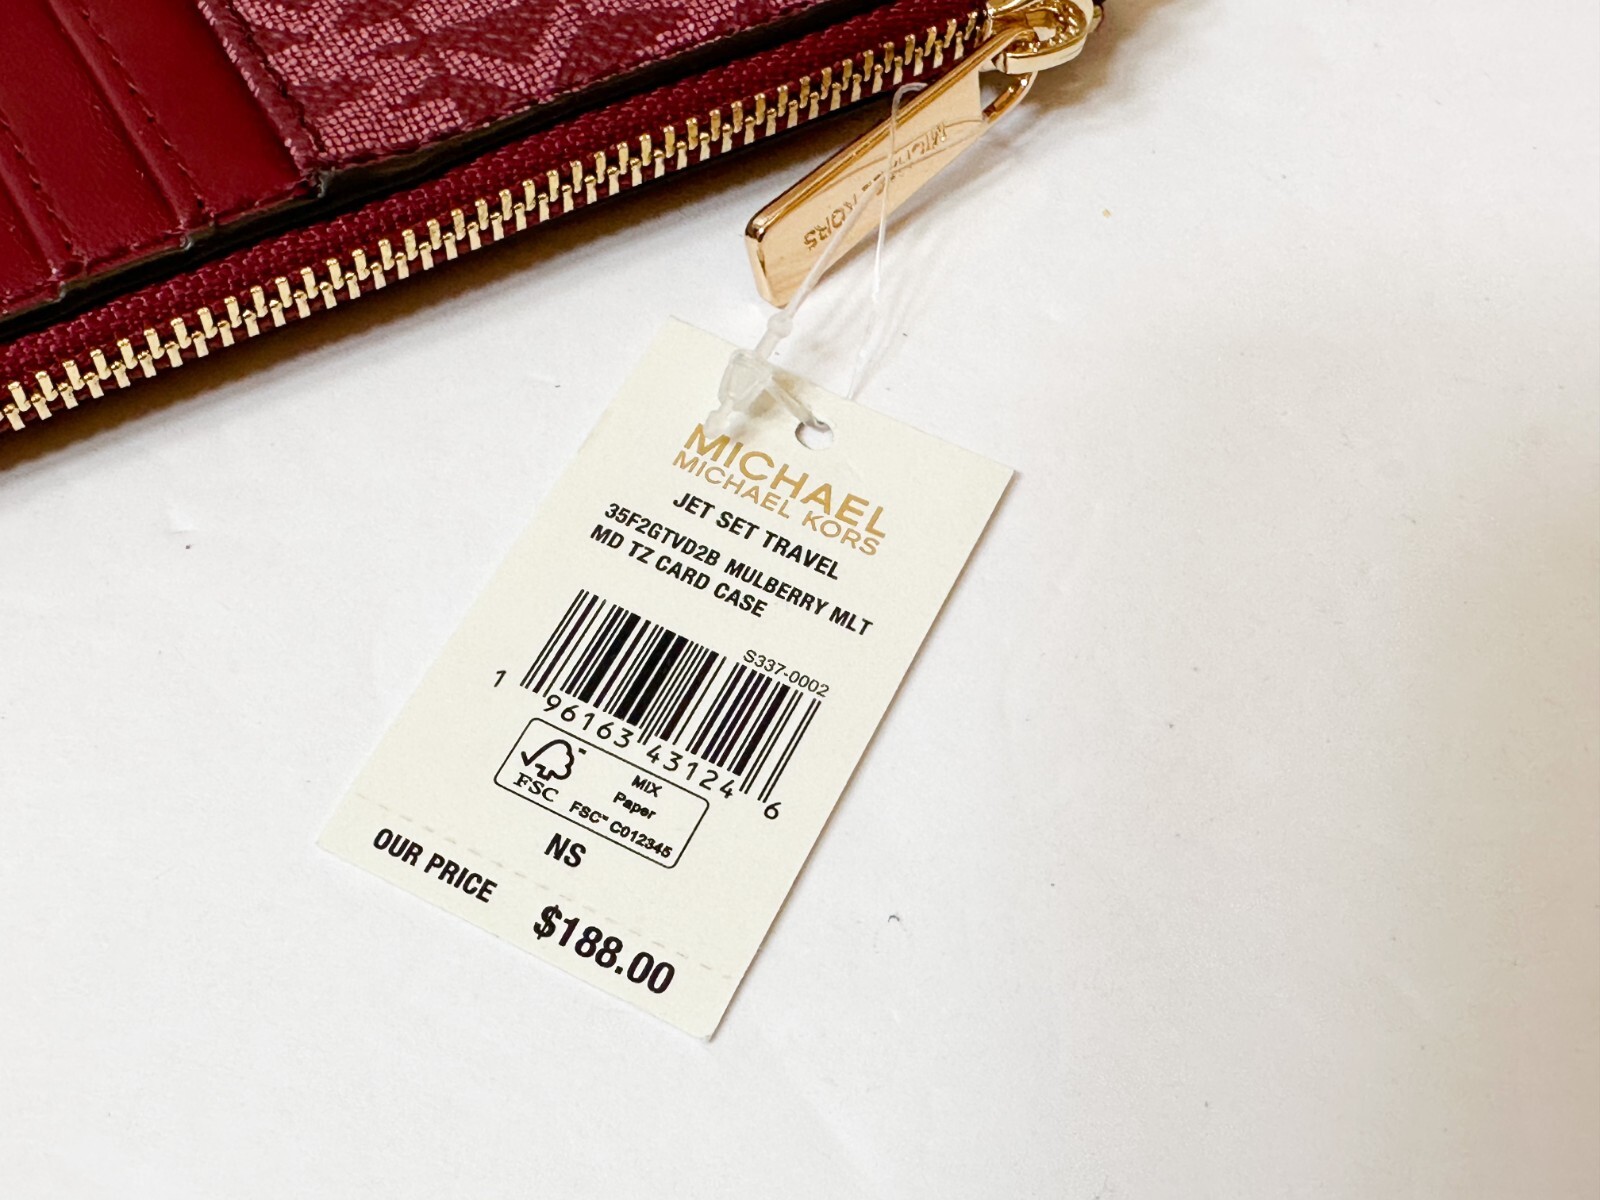 MICHAEL KORS
MICHAEL
MICHAEL KORS
JET SET TRAVEL
35F2GTVD2B MULBERRY MLT
MD TZ CARD CASE
S337-0002
1 96163 43124 6
FSC
MIX
Paper
FSC™ C012345
NS
OUR PRICE $188.00